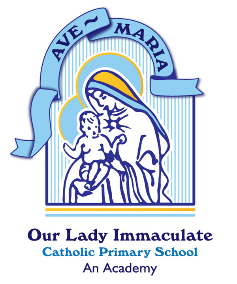 AVE ~ MARIA
Our Lady Immaculate
Catholic Primary School
An Academy